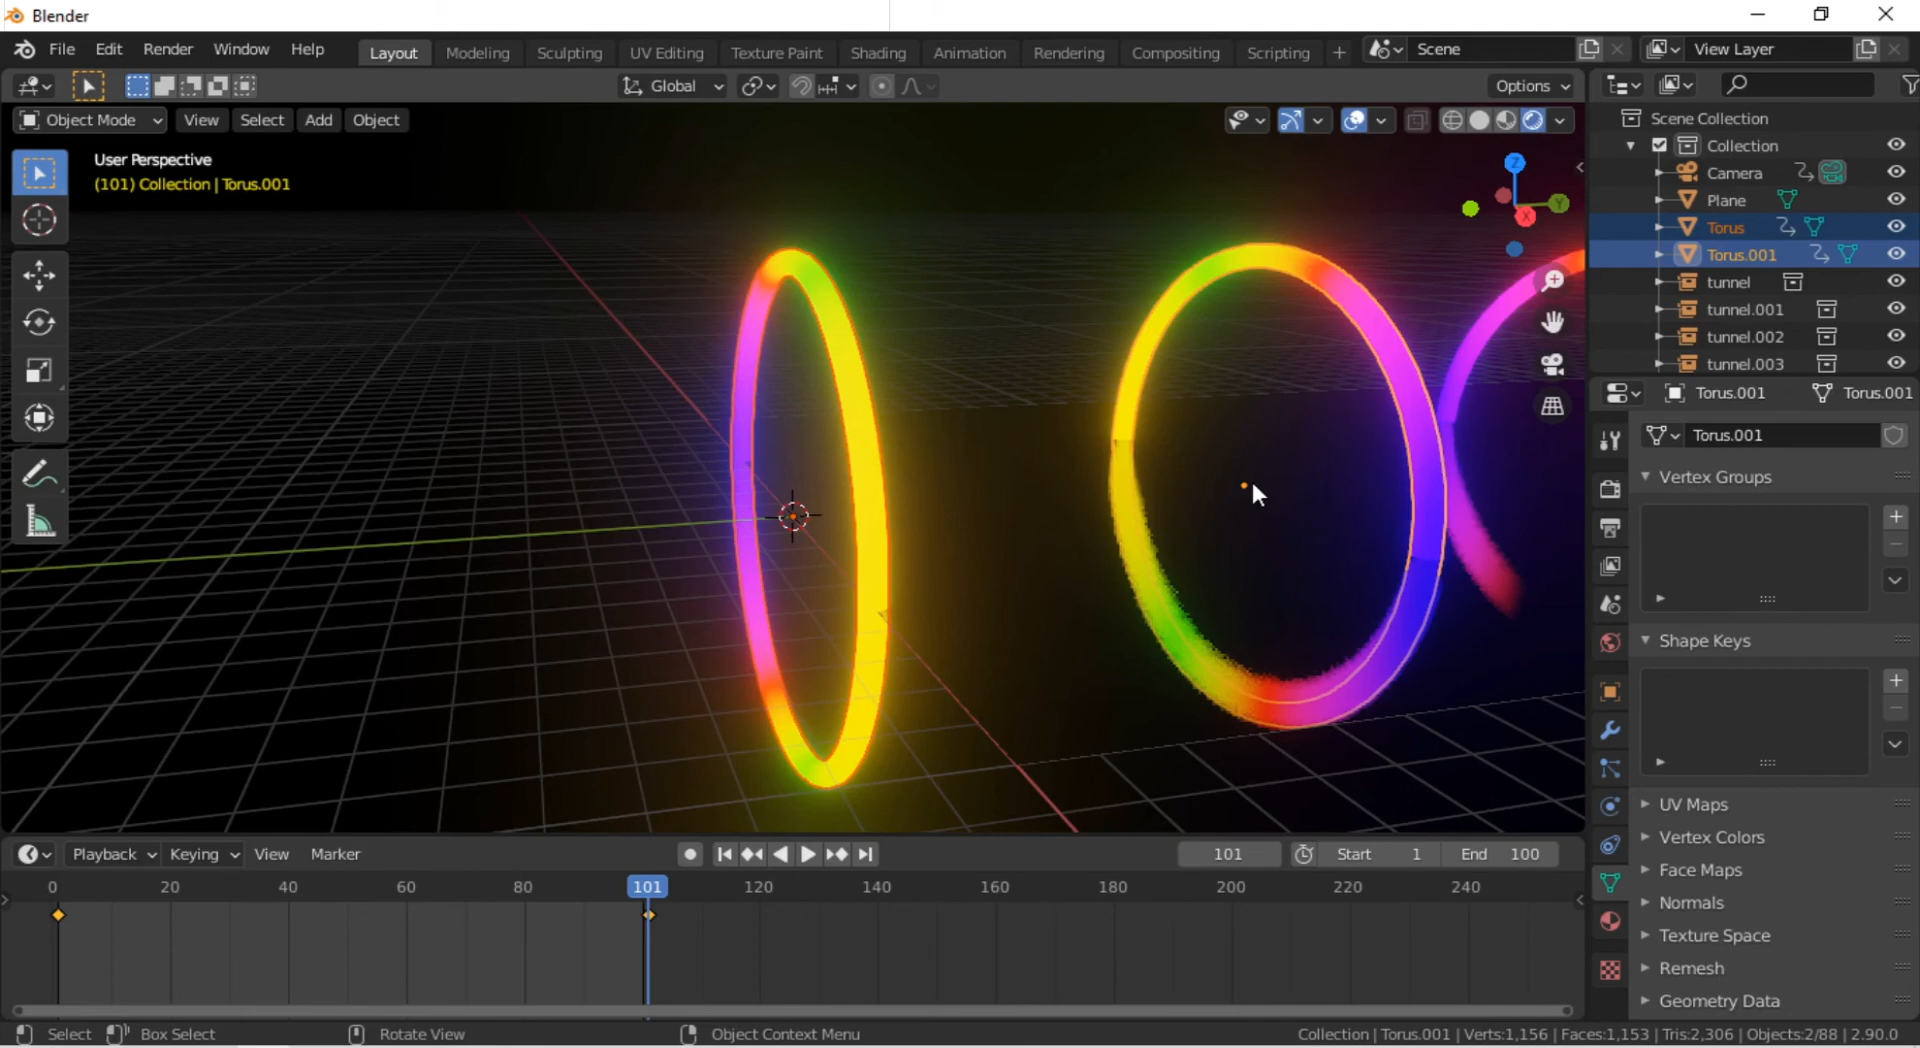 Blender
File Edit Render Window Help Layout Modeling Sculpting UV Editing Texture Paint Shading Animation Rendering Compositing Scripting + Scene View Layer
Global Options
Object Mode View Select Add Object
User Perspective
(101) Collection | Torus.001
Z
Y
X
Scene Collection
Collection
Camera
Plane
Torus
Torus.001
tunnel
tunnel.001
tunnel.002
tunnel.003
Torus.001 Torus.001
Torus.001
Vertex Groups
Shape Keys
UV Maps
Vertex Colors
Face Maps
Normals
Texture Space
Remesh
Geometry Data
Playback Keying View Marker 101 Start 1 End 100
0 20 40 60 80 101 120 140 160 180 200 220 240
Select Box Select Rotate View Object Context Menu Collection | Torus.001 | Verts:1,156 | Faces:1,153 | Tris:2,306 | Objects:2/88 | 2.90.0